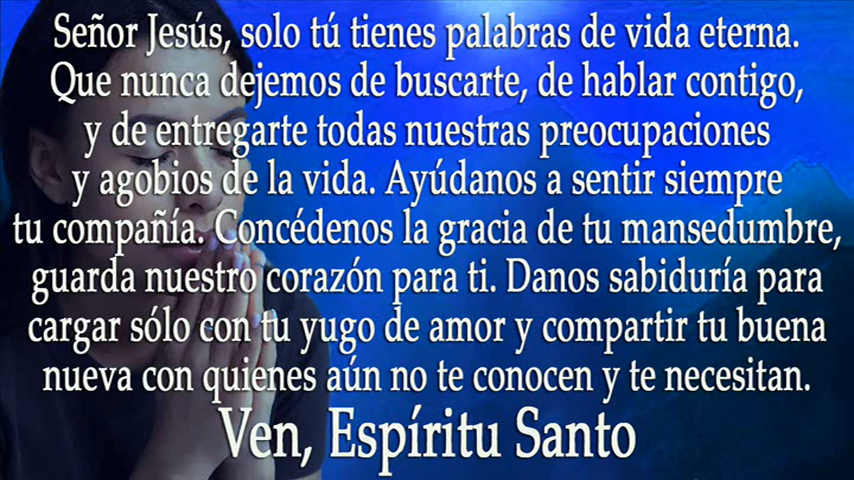 Señor Jesús, solo tú tienes palabras de vida eterna.
Que nunca dejemos de buscarte, de hablar contigo,
y de entregarte todas nuestras preocupaciones
y agobios de la vida. Ayúdanos a sentir siempre
tu compañía. Concédenos la gracia de tu mansedumbre,
guarda nuestro corazón para ti. Danos sabiduría para
cargar sólo con tu yugo de amor y compartir tu buena
nueva con quienes aún no te conocen y te necesitan.
Ven, Espíritu Santo